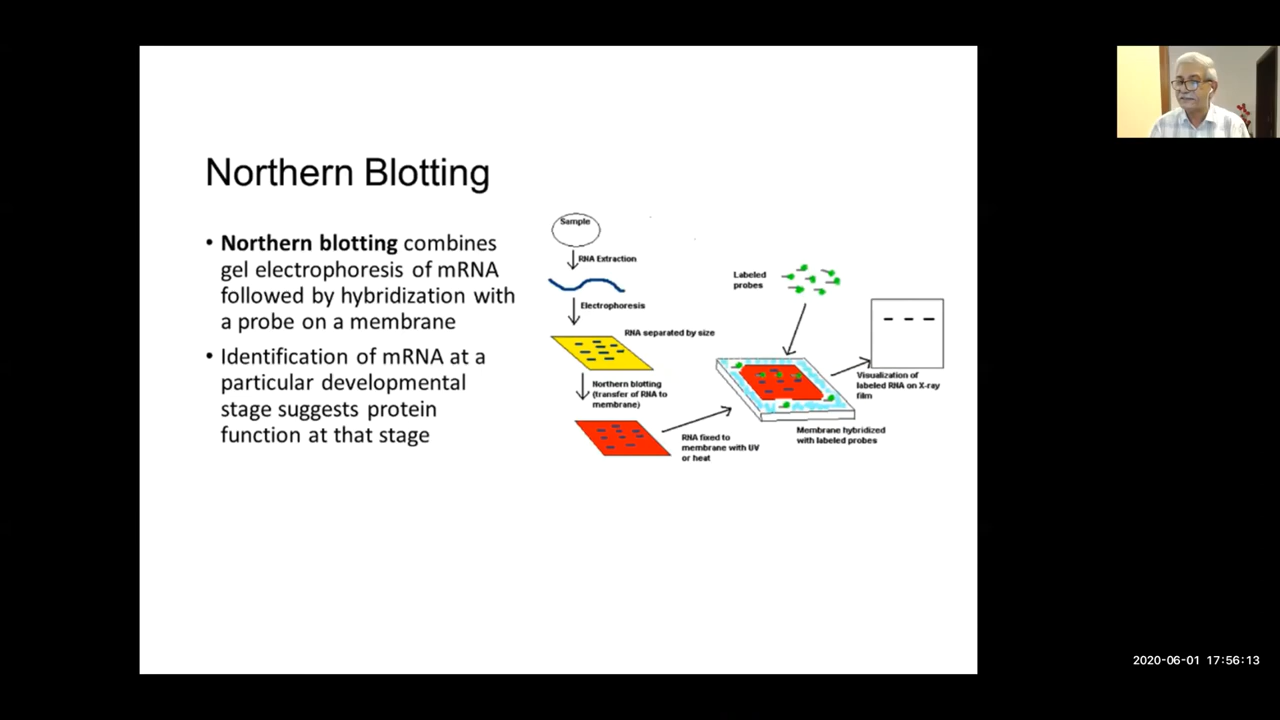 Northern Blotting
• Northern blotting combines
gel electrophoresis of mRNA
followed by hybridization with
a probe on a membrane
• Identification of mRNA at a
particular developmental
stage suggests protein
function at that stage
Sample
RNA Extraction
Electrophoresis
RNA separated by size
Northern blotting
(transfer of RNA to
membrane)
RNA fixed to
membrane with UV
or heat
Labeled
probes
Membrane hybridized
with labeled probes
Visualization of
labeled RNA on X-ray
film
2020-06-01 17:56:13